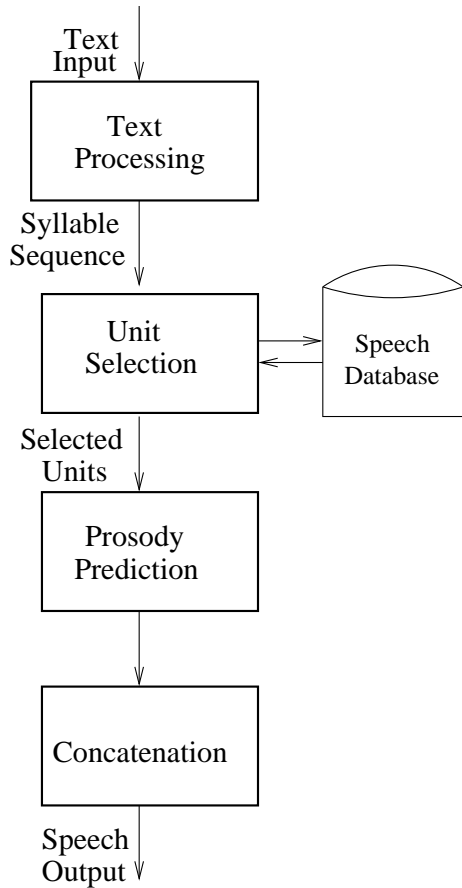 Text
Input
Text
Processing
Syllable
Sequence
Unit
Selection
Speech
Database
Selected
Units
Prosody
Prediction
Concatenation
Speech
Output